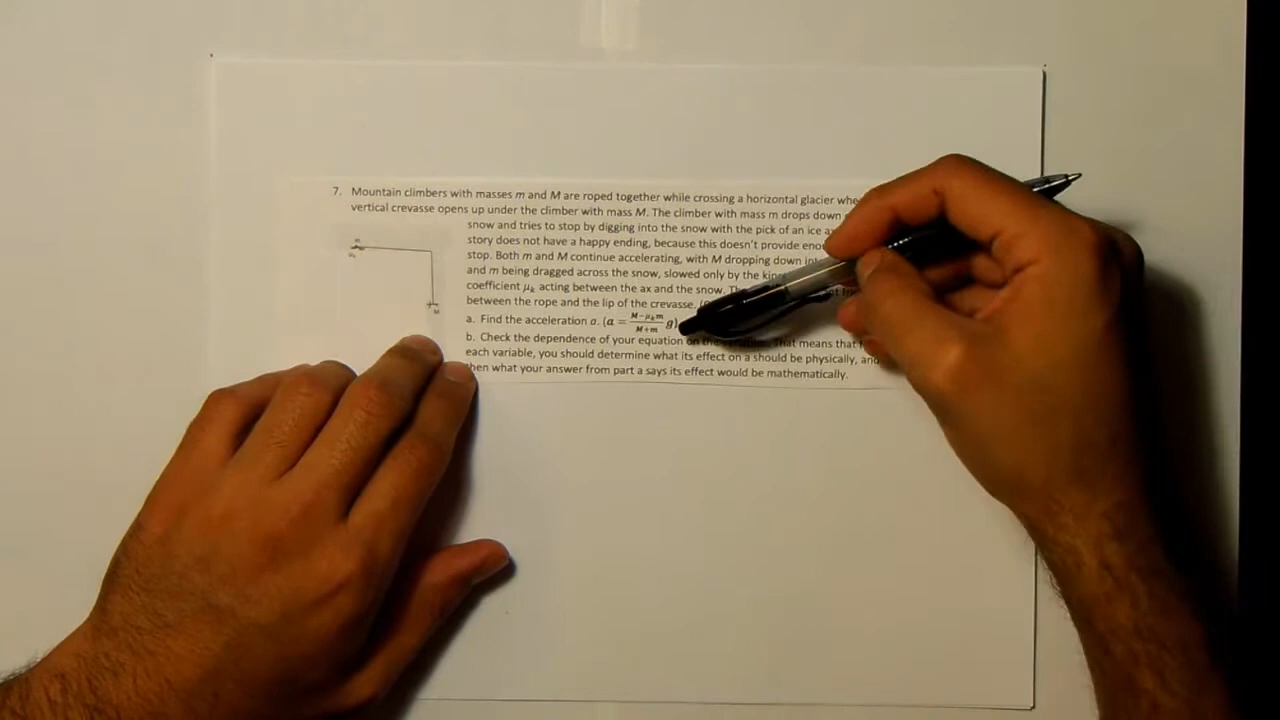 7. Mountain climbers with masses m and M are roped together while crossing a horizontal glacier
vertical crevasse opens up under the climber with mass M. The climber with mass m drops down
snow and tries to stop by digging into the snow with the pick of an ice
story does not have a happy ending, because this doesn't provide
stop. Both m and M continue accelerating, with M dropping down
and m being dragged across the snow, slowed only by the
coefficient μk acting between the ax and the snow.
between the rope and the lip of the crevasse.
a. Find the acceleration a. (a = M−μkm / M+m g)
b. Check the dependence of your equation on the That means that
each variable, you should determine what its effect on a should be physically, and
then what your answer from part a says its effect would be mathematically.
m
μk
M